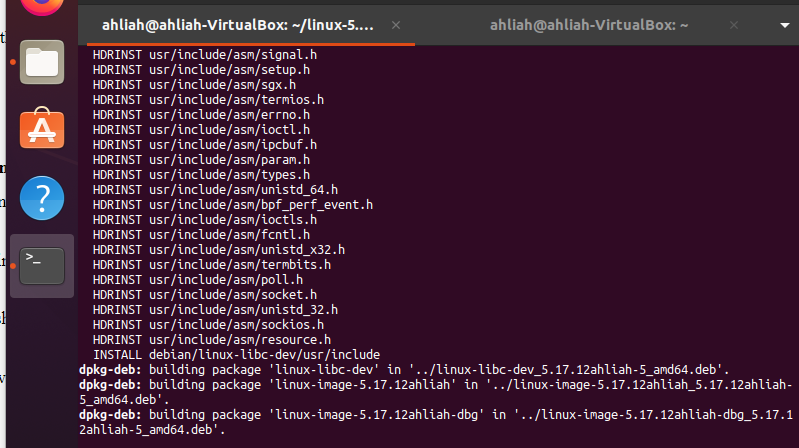 ahliah@ahliah-VirtualBox: ~/linux-5.... × ahliah@ahliah-VirtualBox: ~ ×
HDRINST usr/include/asm/signal.h
HDRINST usr/include/asm/setup.h
HDRINST usr/include/asm/sgx.h
HDRINST usr/include/asm/termios.h
HDRINST usr/include/asm/errno.h
HDRINST usr/include/asm/ioctl.h
HDRINST usr/include/asm/ipcbuf.h
HDRINST usr/include/asm/param.h
HDRINST usr/include/asm/types.h
HDRINST usr/include/asm/unistd_64.h
HDRINST usr/include/asm/bpf_perf_event.h
HDRINST usr/include/asm/ioctls.h
HDRINST usr/include/asm/fcntl.h
HDRINST usr/include/asm/unistd_x32.h
HDRINST usr/include/asm/termbits.h
HDRINST usr/include/asm/poll.h
HDRINST usr/include/asm/socket.h
HDRINST usr/include/asm/unistd_32.h
HDRINST usr/include/asm/sockios.h
HDRINST usr/include/asm/resource.h
INSTALL debian/linux-libc-dev/usr/include
dpkg-deb: building package 'linux-libc-dev' in '../linux-libc-dev_5.17.12ahliah-5_amd64.deb'.
dpkg-deb: building package 'linux-image-5.17.12ahliah' in '../linux-image-5.17.12ahliah_5.17.12ahliah-
5_amd64.deb'.
dpkg-deb: building package 'linux-image-5.17.12ahliah-dbg' in '../linux-image-5.17.12ahliah-dbg_5.17.1
2ahliah-5_amd64.deb'.